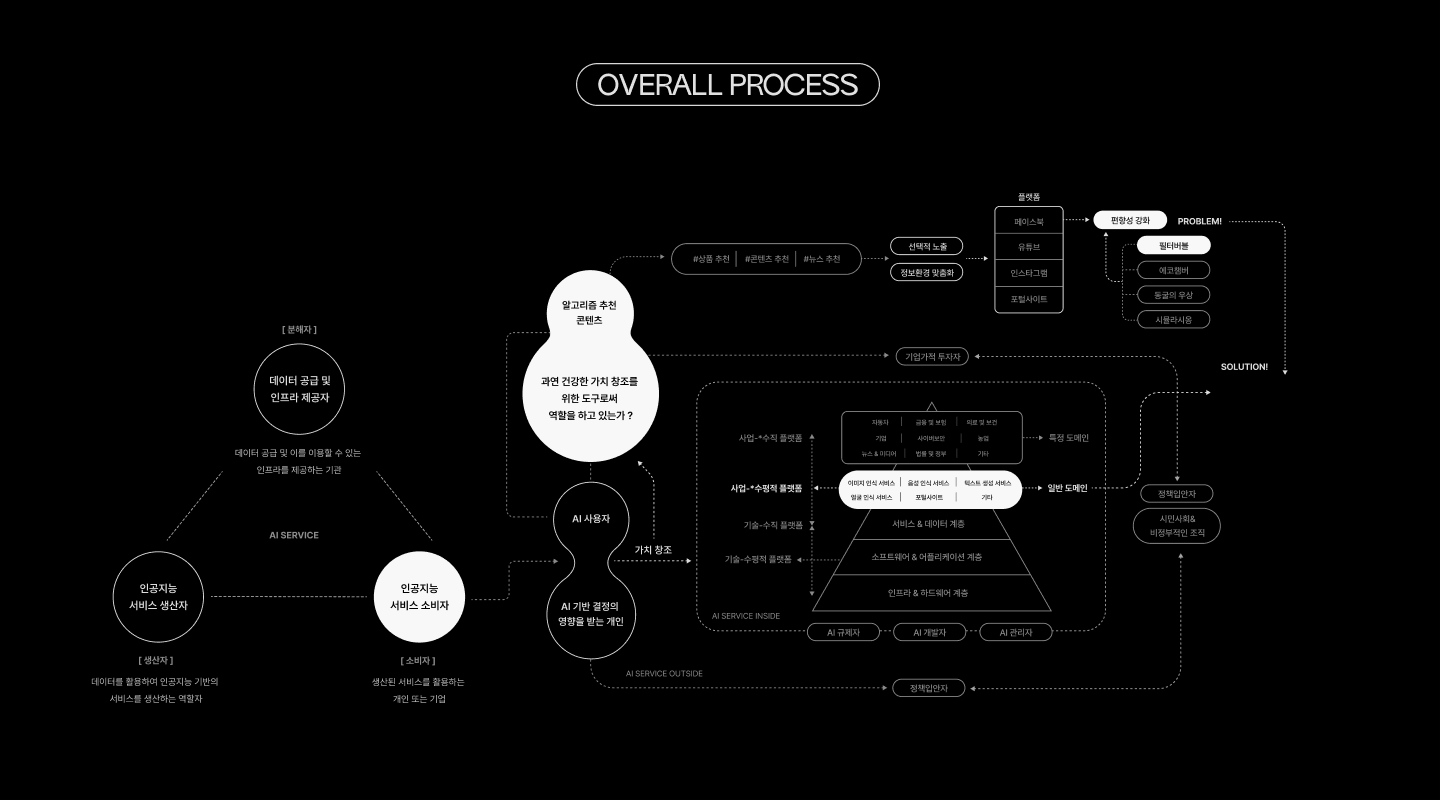 OVERALL PROCESS
[ 분해자 ]
데이터 공급 및
인프라 제공자
데이터 공급 및 이를 이용할 수 있는
인프라를 제공하는 기관
AI SERVICE
인공지능
서비스 생산자
[ 생산자 ]
데이터를 활용하여 인공지능 기반의
서비스를 생산하는 역할자
인공지능
서비스 소비자
[ 소비자 ]
생산된 서비스를 활용하는
개인 또는 기업
알고리즘 추천
콘텐츠
과연 건강한 가치 창조를
위한 도구로써
역할을 하고 있는가 ?
AI 사용자
AI 기반 결정의
영향을 받는 개인
가치 창조
#상품 추천 | #콘텐츠 추천 | #뉴스 추천
선택적 노출
정보환경 맞춤화
플랫폼
페이스북
유튜브
인스타그램
포털사이트
편향성 강화
PROBLEM!
필터버블
에코챔버
동굴의 우상
시뮬라시옹
SOLUTION!
기업가적 투자자
사업-*수직 플랫폼
사업-*수평적 플랫폼
기술-수직 플랫폼
기술-수평적 플랫폼
자동차 | 금융 및 보험 | 의료 및 보건
기업 | 사이버보안 | 농업
뉴스 & 미디어 | 법률 및 정부 | 기타
이미지 인식 서비스 | 음성 인식 서비스 | 텍스트 생성 서비스
얼굴 인식 서비스 | 포털사이트 | 기타
서비스 & 데이터 계층
소프트웨어 & 어플리케이션 계층
인프라 & 하드웨어 계층
특정 도메인
일반 도메인
AI SERVICE INSIDE
AI 규제자
AI 개발자
AI 관리자
정책입안자
시민사회&
비정부적인 조직
AI SERVICE OUTSIDE
정책입안자